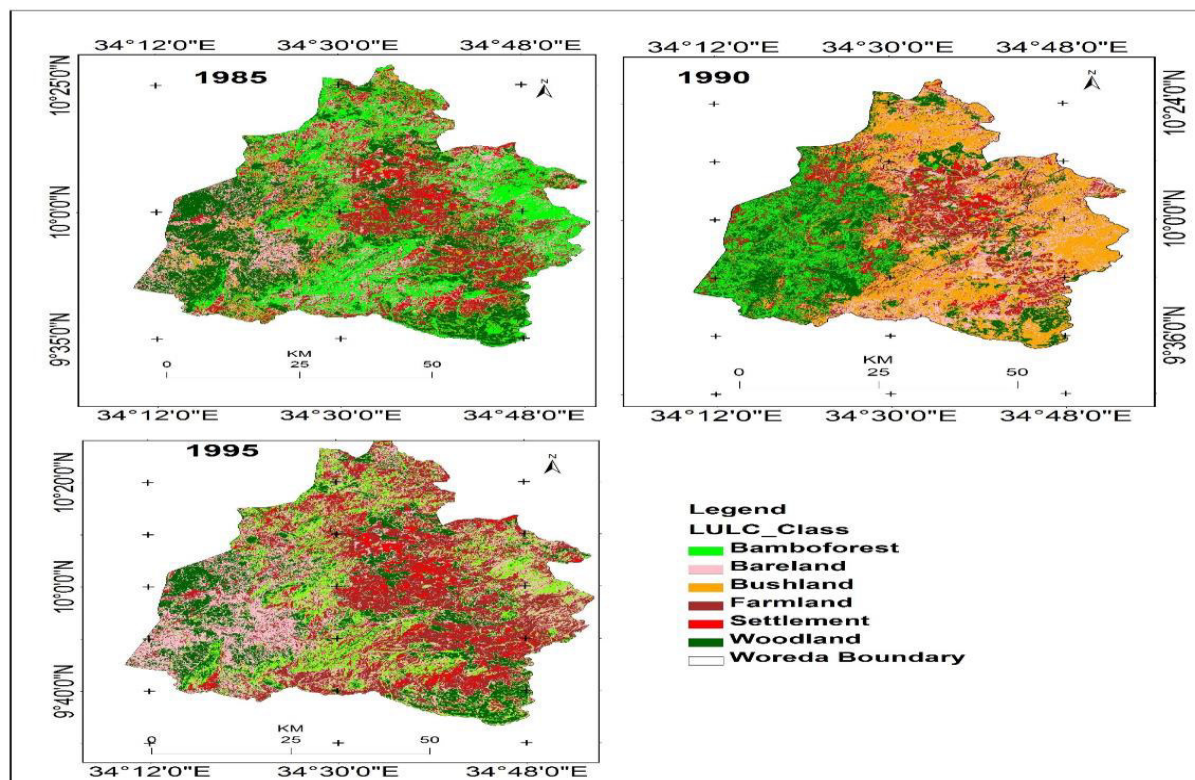 34°12'0"E 34°30'0"E 34°48'0"E
1985
N
10°25'0"N
10°0'0"N
9°35'0"N
KM
0 25 50
34°12'0"E 34°30'0"E 34°48'0"E
34°12'0"E 34°30'0"E 34°48'0"E
1990
N
10°24'0"N
10°0'0"N
9°36'0"N
KM
0 25 50
34°12'0"E 34°30'0"E 34°48'0"E
1995
N
10°20'0"N
10°0'0"N
9°40'0"N
KM
0 25 50
34°12'0"E 34°30'0"E 34°48'0"E
Legend
LULC_Class
Bamboforest
Bareland
Bushland
Farmland
Settlement
Woodland
Woreda Boundary